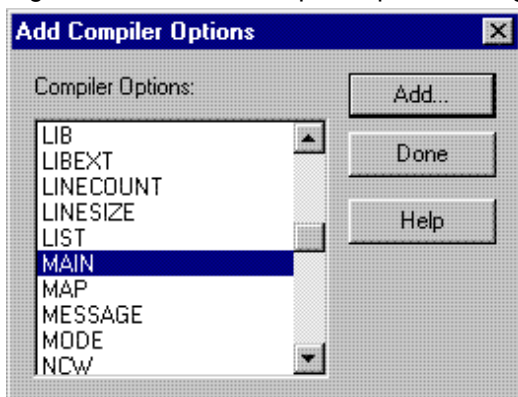 Add Compiler Options
Compiler Options:
LIB
LIBEXT
LINECOUNT
LINESIZE
LIST
MAIN
MAP
MESSAGE
MODE
NCW
Add...
Done
Help